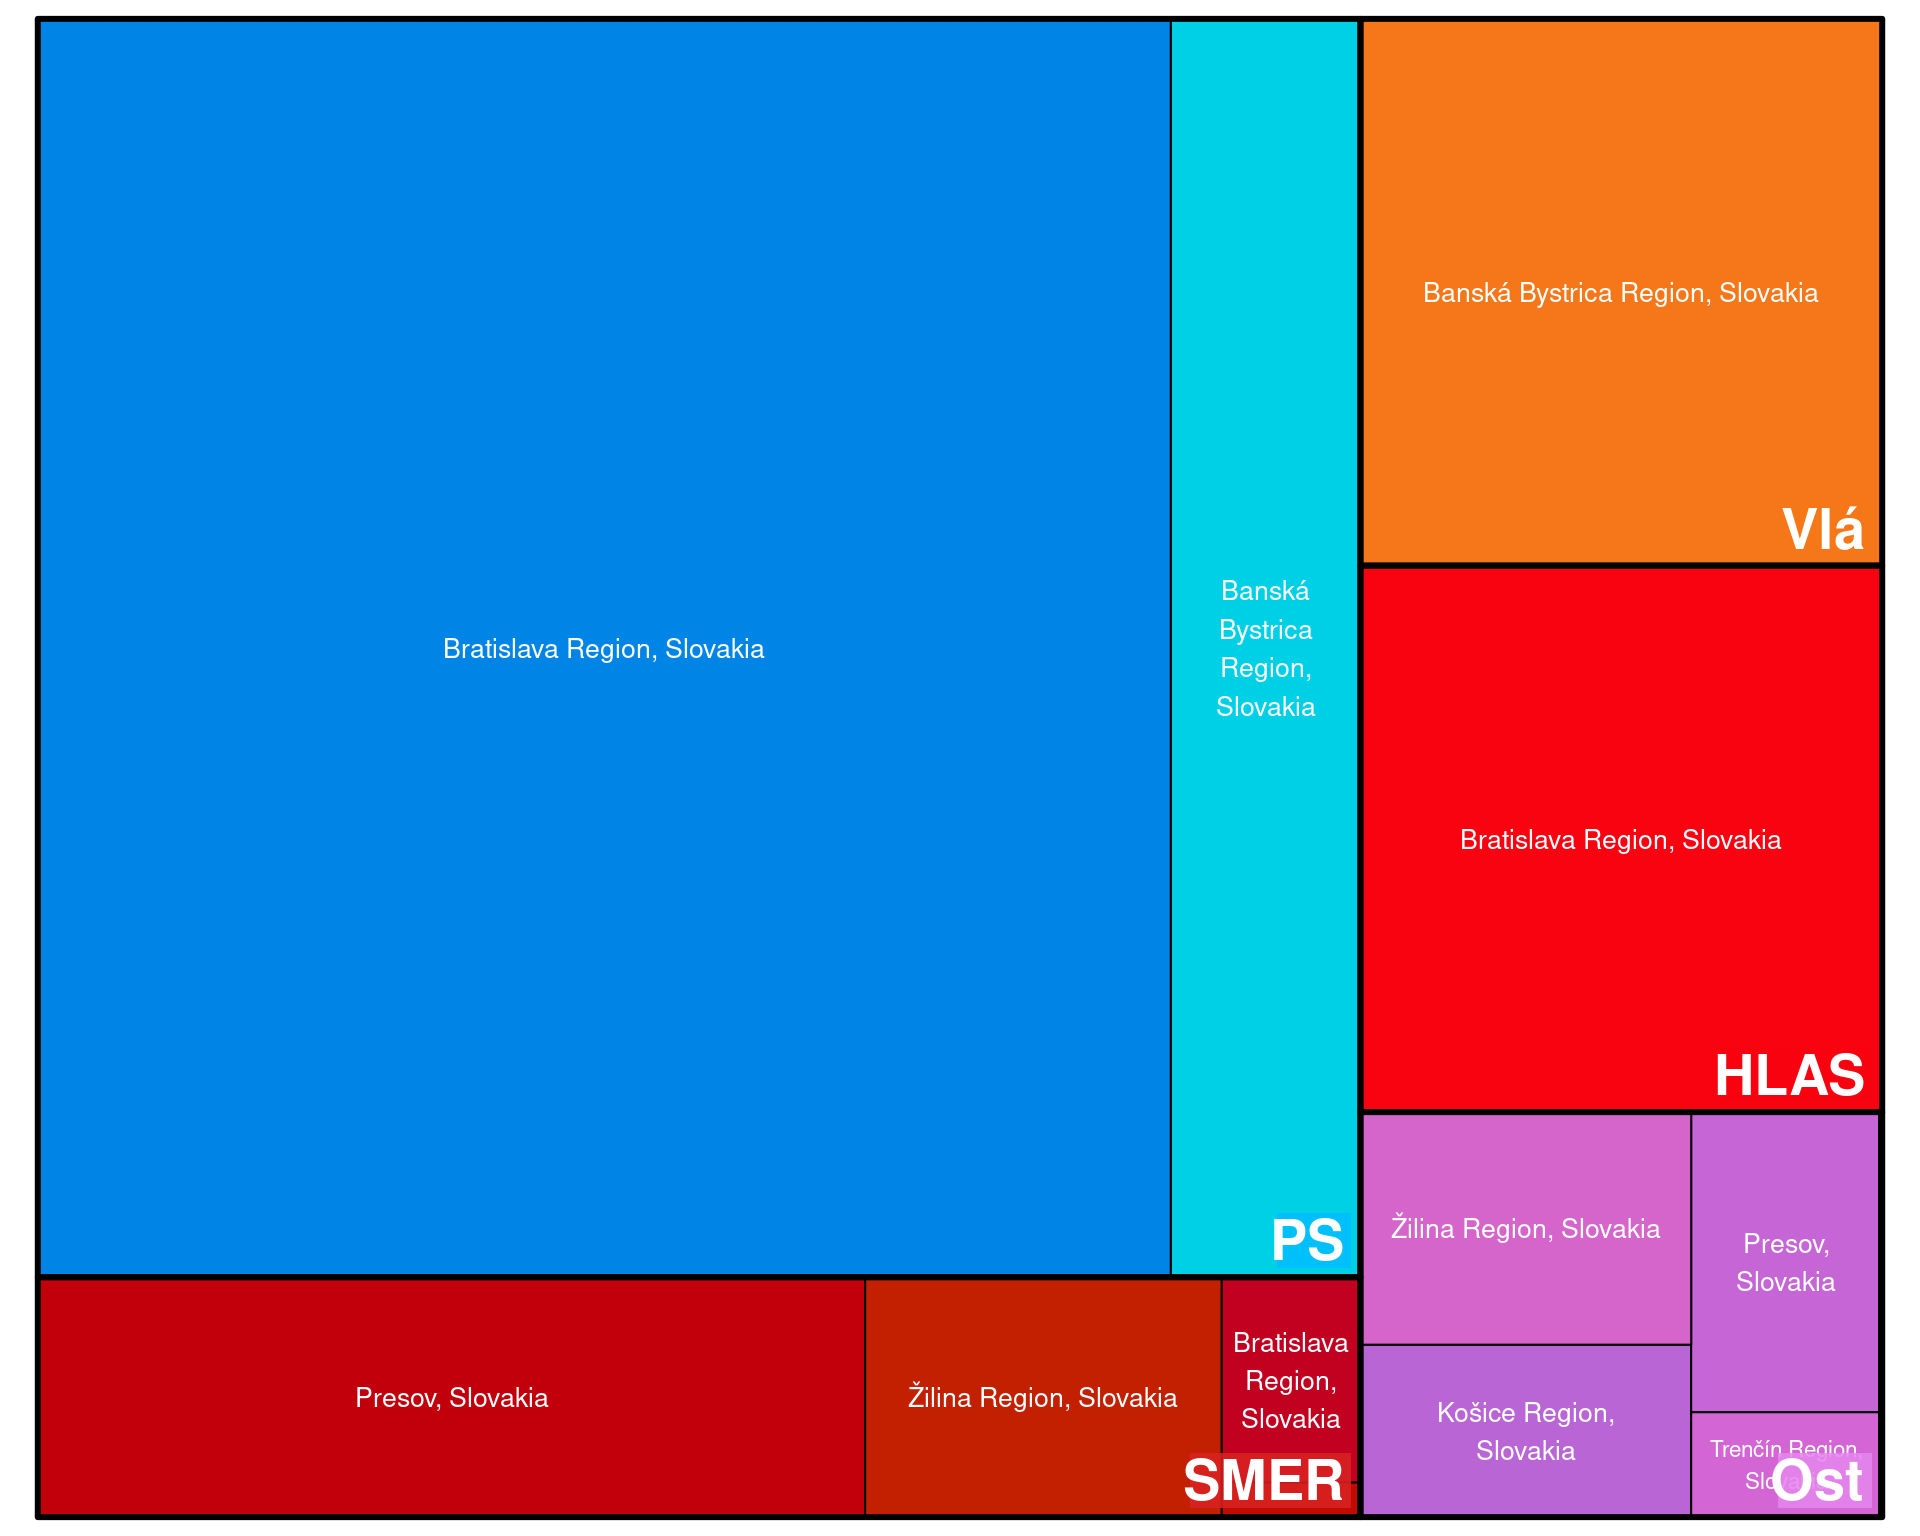 Bratislava Region, Slovakia
Banská
Bystrica
Region,
Slovakia
PS
Banská Bystrica Region, Slovakia
Vlá
Bratislava Region, Slovakia
HLAS
Presov, Slovakia
Žilina Region, Slovakia
Bratislava
Region,
Slovakia
SMER
Žilina Region, Slovakia
Presov,
Slovakia
Košice Region,
Slovakia
Trenčín Region,
Ost